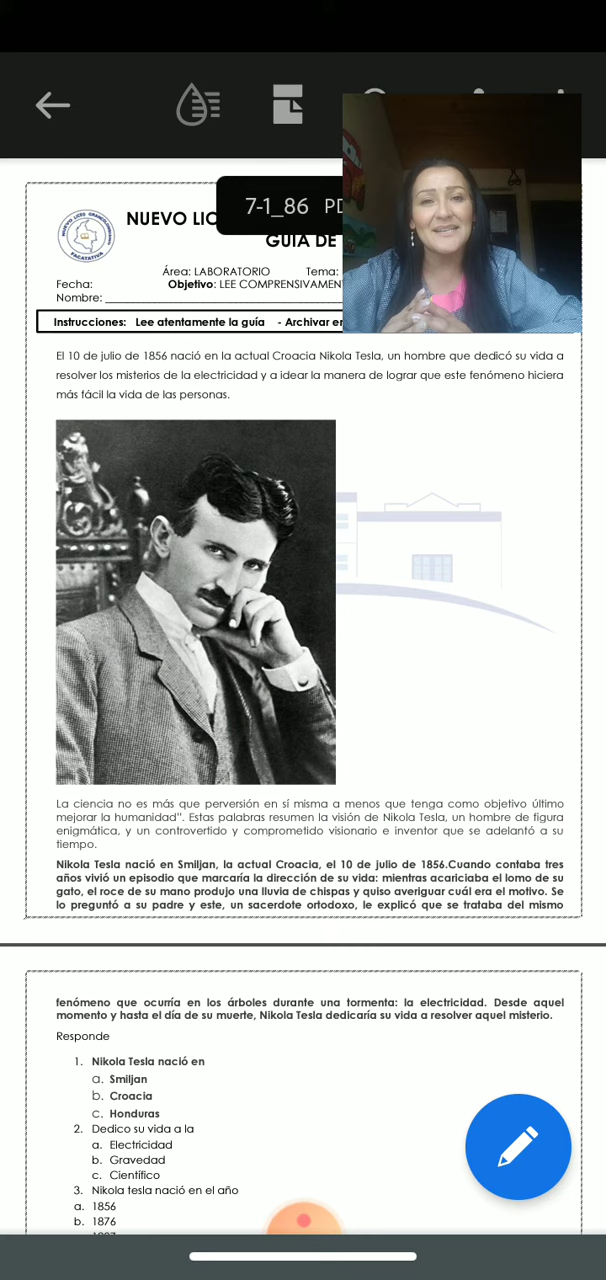 7-1_86 PD
NUEVO LIC
GUIA DE
NUEVO LICEO GRANCOLOMBIANO
FACATATIVA
Área: LABORATORIO Tema:
Fecha: Objetivo: LEE COMPRENSIVAMEN
Nombre:
Instrucciones: Lee atentamente la guía - Archivar en
El 10 de julio de 1856 nació en la actual Croacia Nikola Tesla, un hombre que dedicó su vida a
resolver los misterios de la electricidad y a idear la manera de lograr que este fenómeno hiciera
más fácil la vida de las personas.
La ciencia no es más que perversión en sí misma a menos que tenga como objetivo último
mejorar la humanidad". Estas palabras resumen la visión de Nikola Tesla, un hombre de figura
enigmática, y un controvertido y comprometido visionario e inventor que se adelantó a su
tiempo.
Nikola Tesla nació en Smiljan, la actual Croacia, el 10 de julio de 1856.Cuando contaba tres
años vivió un episodio que marcaría la dirección de su vida: mientras acariciaba el lomo de su
gato, el roce de su mano produjo una lluvia de chispas y quiso averiguar cuál era el motivo. Se
lo preguntó a su padre y este, un sacerdote ortodoxo, le explicó que se trataba del mismo
fenómeno que ocurría en los árboles durante una tormenta: la electricidad. Desde aquel
momento y hasta el día de su muerte, Nikola Tesla dedicaría su vida a resolver aquel misterio.
Responde
1. Nikola Tesla nació en
a. Smiljan
b. Croacia
c. Honduras
2. Dedico su vida a la
a. Electricidad
b. Gravedad
c. Científico
3. Nikola tesla nació en el año
a. 1856
b. 1876